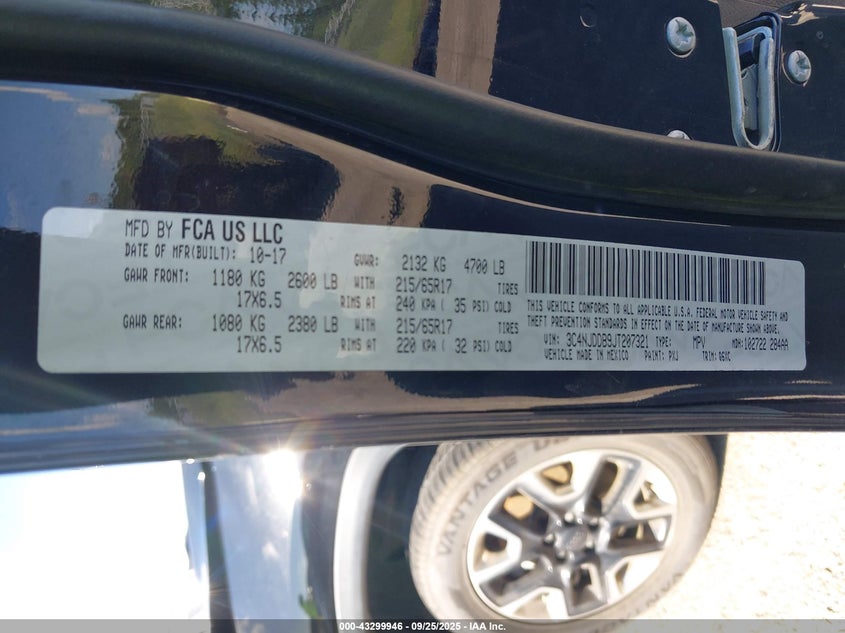 MFD BY FCA US LLC
DATE OF MFR(BUILT): 10-17 GVWR: 2132 KG 4700 LB
GAWR FRONT: 1180 KG 2600 LB WITH 215/65R17 TIRES
17X6.5 RIMS AT 240 KPA ( 35 PSI) COLD
GAWR REAR: 1080 KG 2380 LB WITH 215/65R17 TIRES
17X6.5 RIMS AT 220 KPA ( 32 PSI) COLD
THIS VEHICLE CONFORMS TO ALL APPLICABLE U.S.A. FEDERAL MOTOR VEHICLE SAFETY AND
THEFT PREVENTION STANDARDS IN EFFECT ON THE DATE OF MANUFACTURE SHOWN ABOVE.
VIN: 3C4NJDDB9JT207321 TYPE: MPV MDH: 102722 284AA
VEHICLE MADE IN MEXICO PAINT: PXJ TRIM: Q6XC
VANTAGE
000-43299946 - 09/25/2025 - IAA Inc.